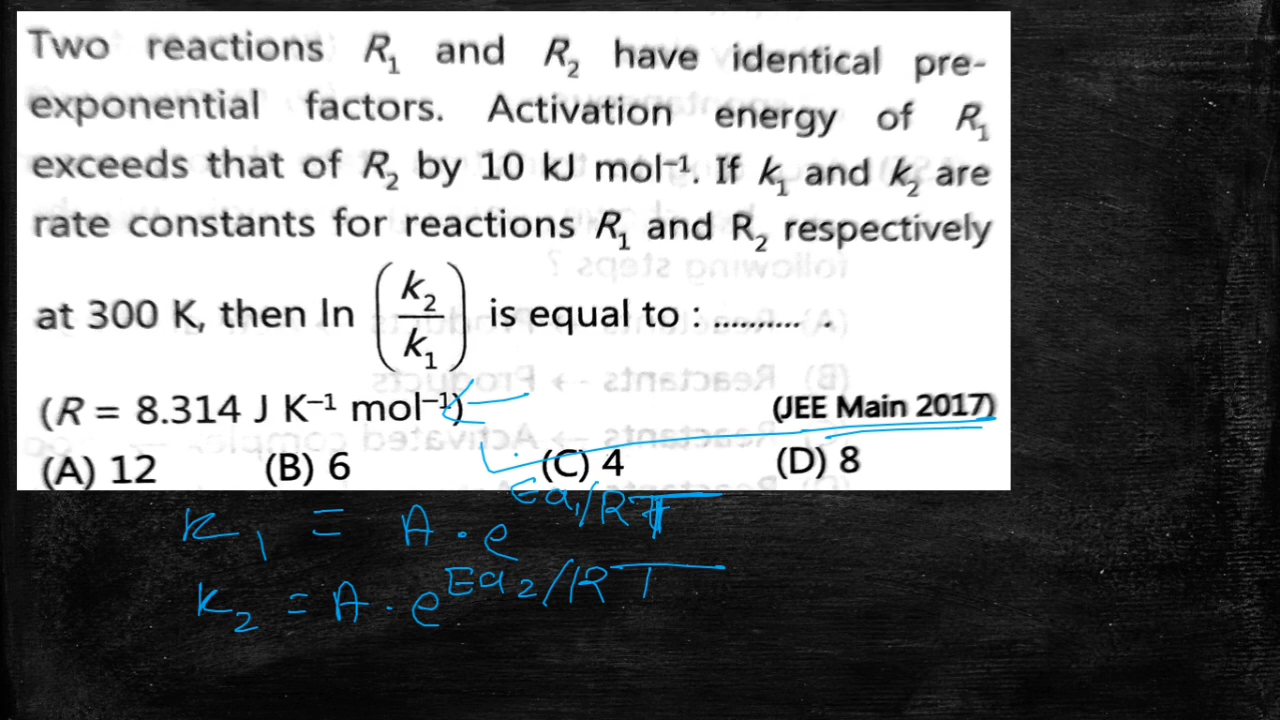 Two reactions R₁ and R₂ have identical pre-
exponential factors. Activation energy of R₁
exceeds that of R₂ by 10 kJ mol⁻¹. If k₁ and k₂ are
rate constants for reactions R₁ and R₂ respectively
at 300 K, then ln (k₂/k₁) is equal to : .......... .
(R = 8.314 J K⁻¹ mol⁻¹) (JEE Main 2017)
(A) 12 (B) 6 (C) 4 (D) 8
K₁ = A · e^Ea₁/RT
K₂ = A · e^Ea₂/RT